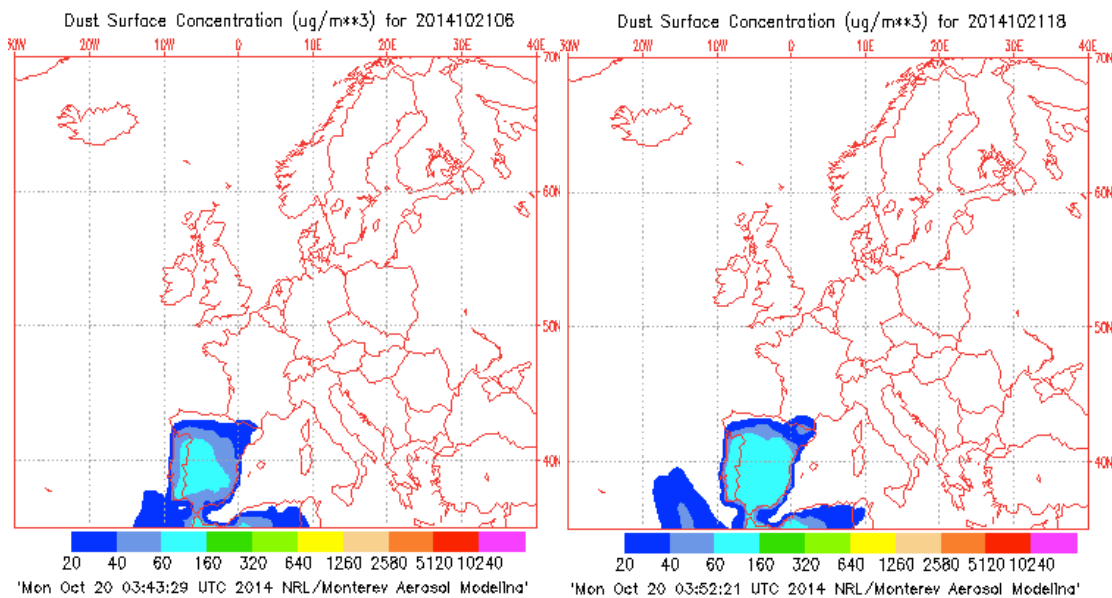 Dust Surface Concentration (ug/m**3) for 2014102106
30W 20W 10W 0 10E 20E 30E 40E
70N
60N
50N
40N
20 40 60 160 320 640 1260 2580 5120 10240
'Mon Oct 20 03:43:29 UTC 2014 NRL/Monterey Aerosol Modeling'
Dust Surface Concentration (ug/m**3) for 2014102118
30W 20W 10W 0 10E 20E 30E 40E
70N
60N
50N
40N
20 40 60 160 320 640 1260 2580 5120 10240
'Mon Oct 20 03:52:21 UTC 2014 NRL/Monterey Aerosol Modeling'